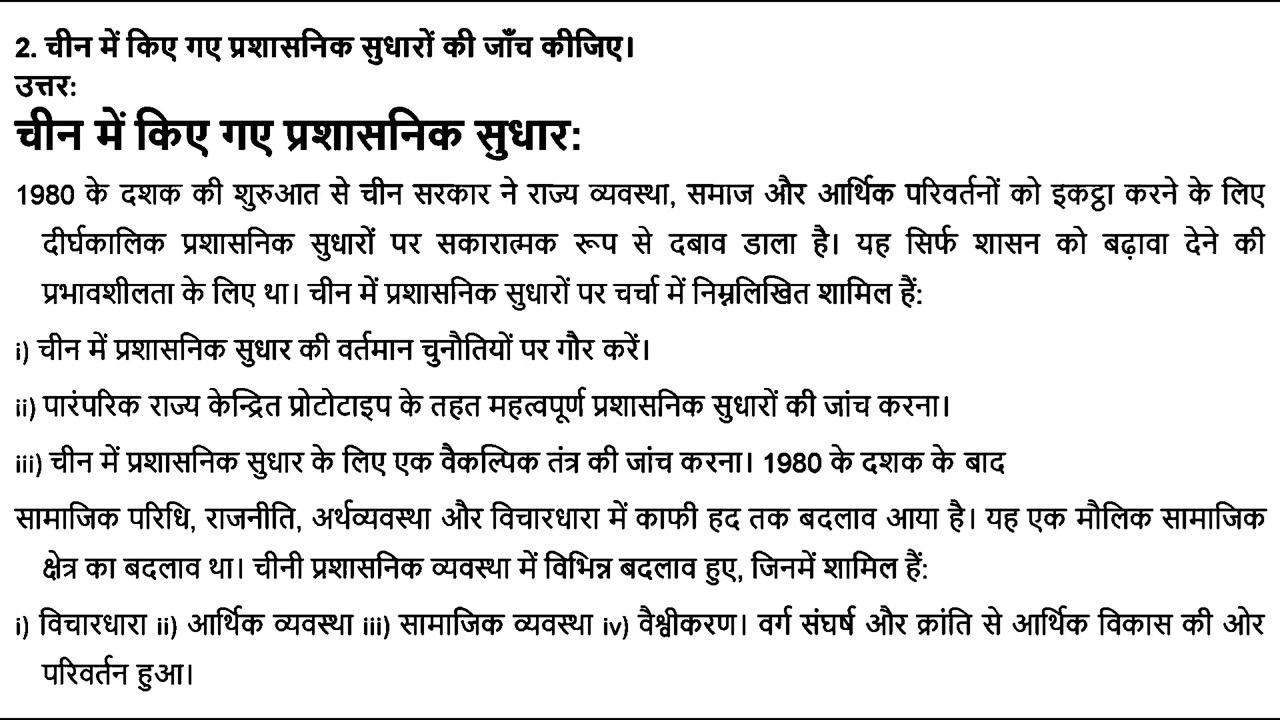 2. चीन में किए गए प्रशासनिक सुधारों की जाँच कीजिए।
उत्तर:
चीन में किए गए प्रशासनिक सुधार:
1980 के दशक की शुरुआत से चीन सरकार ने राज्य व्यवस्था, समाज और आर्थिक परिवर्तनों को इकट्ठा करने के लिए
दीर्घकालिक प्रशासनिक सुधारों पर सकारात्मक रूप से दबाव डाला है। यह सिर्फ शासन को बढ़ावा देने की
प्रभावशीलता के लिए था। चीन में प्रशासनिक सुधारों पर चर्चा में निम्नलिखित शामिल हैं:
i) चीन में प्रशासनिक सुधार की वर्तमान चुनौतियों पर गौर करें।
ii) पारंपरिक राज्य केन्द्रित प्रोटोटाइप के तहत महत्वपूर्ण प्रशासनिक सुधारों की जांच करना।
iii) चीन में प्रशासनिक सुधार के लिए एक वैकल्पिक तंत्र की जांच करना। 1980 के दशक के बाद
सामाजिक परिधि, राजनीति, अर्थव्यवस्था और विचारधारा में काफी हद तक बदलाव आया है। यह एक मौलिक सामाजिक
क्षेत्र का बदलाव था। चीनी प्रशासनिक व्यवस्था में विभिन्न बदलाव हुए, जिनमें शामिल हैं:
i) विचारधारा ii) आर्थिक व्यवस्था iii) सामाजिक व्यवस्था iv) वैश्वीकरण। वर्ग संघर्ष और क्रांति से आर्थिक विकास की ओर
परिवर्तन हुआ।